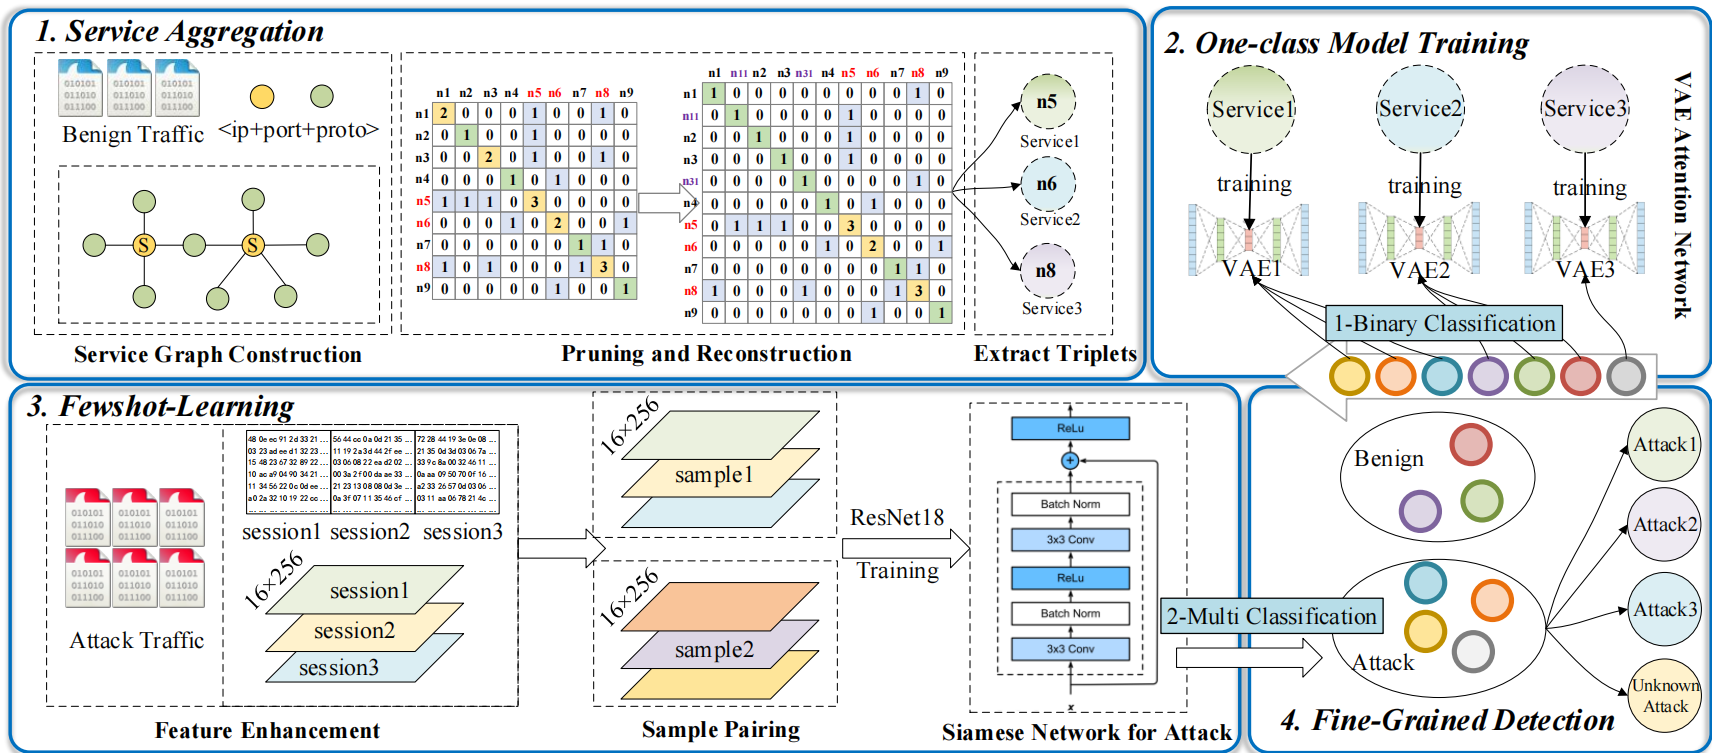 1. Service Aggregation
010101
011010
011100
010101
011010
011100
010101
011010
011100
Benign Traffic
<ip+port+proto>
S
S
Service Graph Construction
n1 n2 n3 n4 n5 n6 n7 n8 n9
n1 2 0 0 0 1 0 0 1 0
n2 0 1 0 0 1 0 0 0 0
n3 0 0 2 0 1 0 0 1 0
n4 0 0 0 1 0 1 0 0 0
n5 1 1 1 0 3 0 0 0 0
n6 0 0 0 1 0 2 0 0 1
n7 0 0 0 0 0 0 1 1 0
n8 1 0 1 0 0 0 1 3 0
n9 0 0 0 0 0 1 0 0 1
n1 n11 n2 n3 n31 n4 n5 n6 n7 n8 n9
n1 1 0 0 0 0 0 0 0 0 1 0
n11 0 1 0 0 0 0 1 0 0 0 0
n2 0 0 1 0 0 0 1 0 0 0 0
n3 0 0 0 1 0 0 1 0 0 0 0
n31 0 0 0 0 1 0 0 0 0 1 0
n4 0 0 0 0 0 1 0 1 0 0 0
n5 0 1 1 1 0 0 3 0 0 0 0
n6 0 0 0 0 0 1 0 2 0 0 1
n7 0 0 0 0 0 0 0 0 1 1 0
n8 1 0 0 0 1 0 0 0 1 3 0
n9 0 0 0 0 0 0 0 1 0 0 1
Pruning and Reconstruction
n5
Service1
n6
Service2
n8
Service3
Extract Triplets
2. One-class Model Training
Service1 Service2 Service3
training training training
VAE1 VAE2 VAE3
VAE Attention Network
1-Binary Classification
3. Fewshot-Learning
010101 010101 010101
011010 011010 011010
011100 011100 011100
010101 010101 010101
011010 011010 011010
011100 011100 011100
Attack Traffic
48 0e ec 91 2d 33 21 ... 56 44 cc 0a 0d 21 35 ... 72 28 44 19 3e 0e 08 ...
03 23 ad ee d1 32 23 ... 11 19 2a 3d 44 2f ee ... 21 35 0d 3d 03 06 7a ...
15 48 23 67 32 89 22 ... 03 06 08 22 ea d2 02 ... 33 9c 8a 00 32 46 11 ...
10 ac a9 04 90 34 21 ... 00 3a 2f 00 da ae 33 ... 0a aa 09 50 70 0f 16 ...
11 34 56 22 0c 0d ee ... 21 23 13 08 08 0d 3e ... a2 33 26 57 0d 03 06 ...
a0 2a 32 10 19 22 cc ... 0a 3f 07 11 35 46 cf ... 03 11 aa 06 78 21 4c ...
session1 session2 session3
16×256
session1
session2
session3
Feature Enhancement
16×256
sample1
16×256
sample2
Sample Pairing
ResNet18
Training
ReLu
+
Batch Norm
3x3 Conv
ReLu
Batch Norm
3x3 Conv
x
Siamese Network for Attack
2-Multi Classification
Benign
Attack
Attack1
Attack2
Attack3
Unknown
Attack
4. Fine-Grained Detection